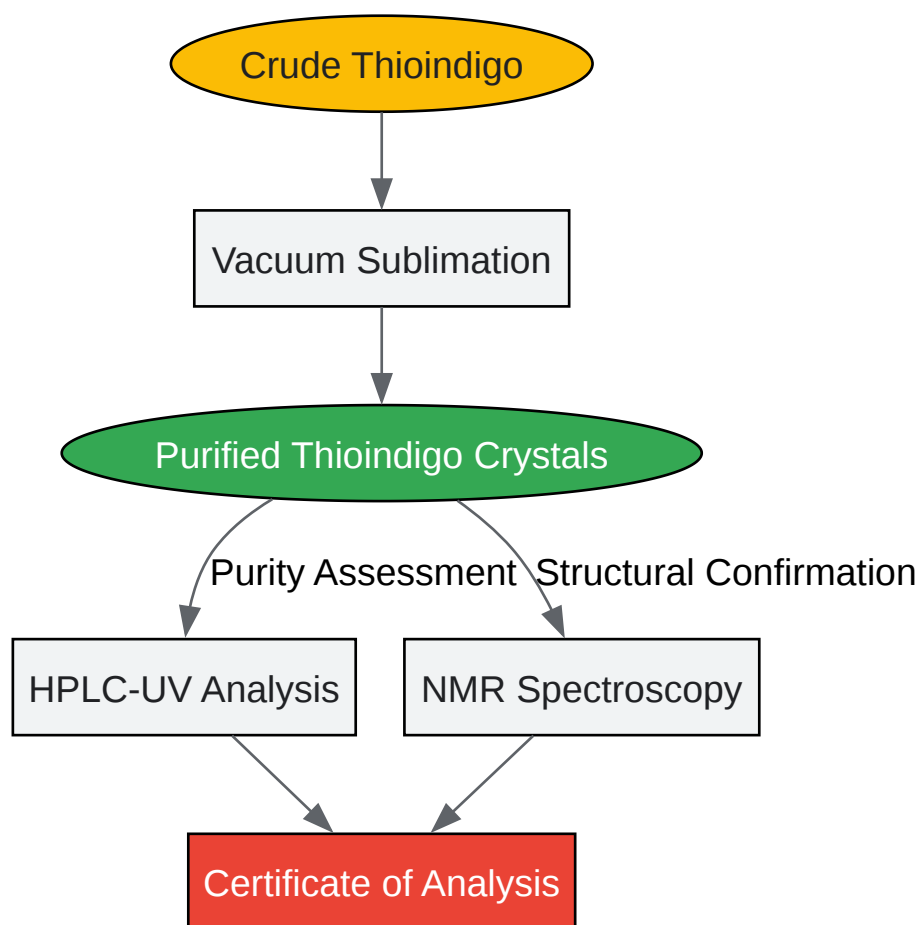 Crude Thioindigo
Vacuum Sublimation
Purified Thioindigo Crystals
Purity Assessment
Structural Confirmation
HPLC-UV Analysis
NMR Spectroscopy
Certificate of Analysis